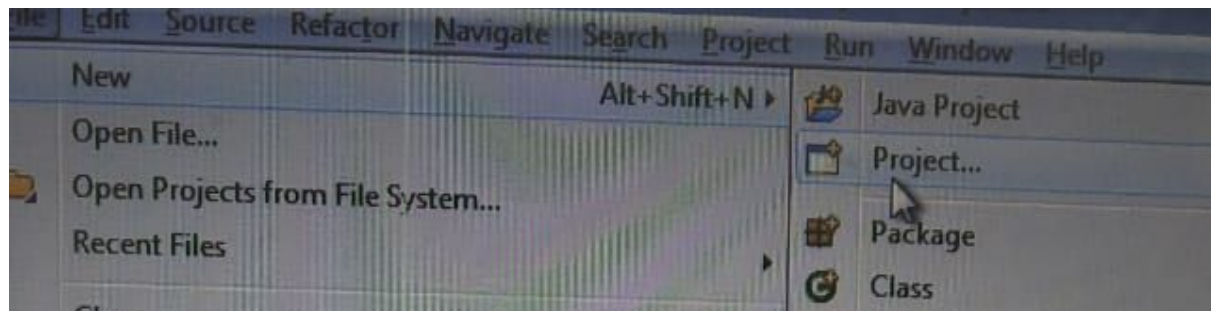 File Edit Source Refactor Navigate Search Project Run Window Help
New Alt+Shift+N
Open File...
Open Projects from File System...
Recent Files
Java Project
Project...
Package
Class